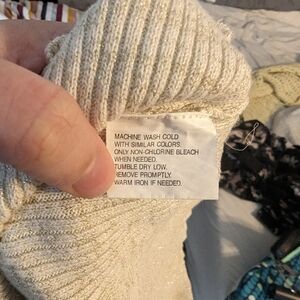 MACHINE WASH COLD
WITH SIMILAR COLORS.
ONLY NON-CHLORINE BLEACH
WHEN NEEDED.
TUMBLE DRY LOW.
REMOVE PROMPTLY.
WARM IRON IF NEEDED.